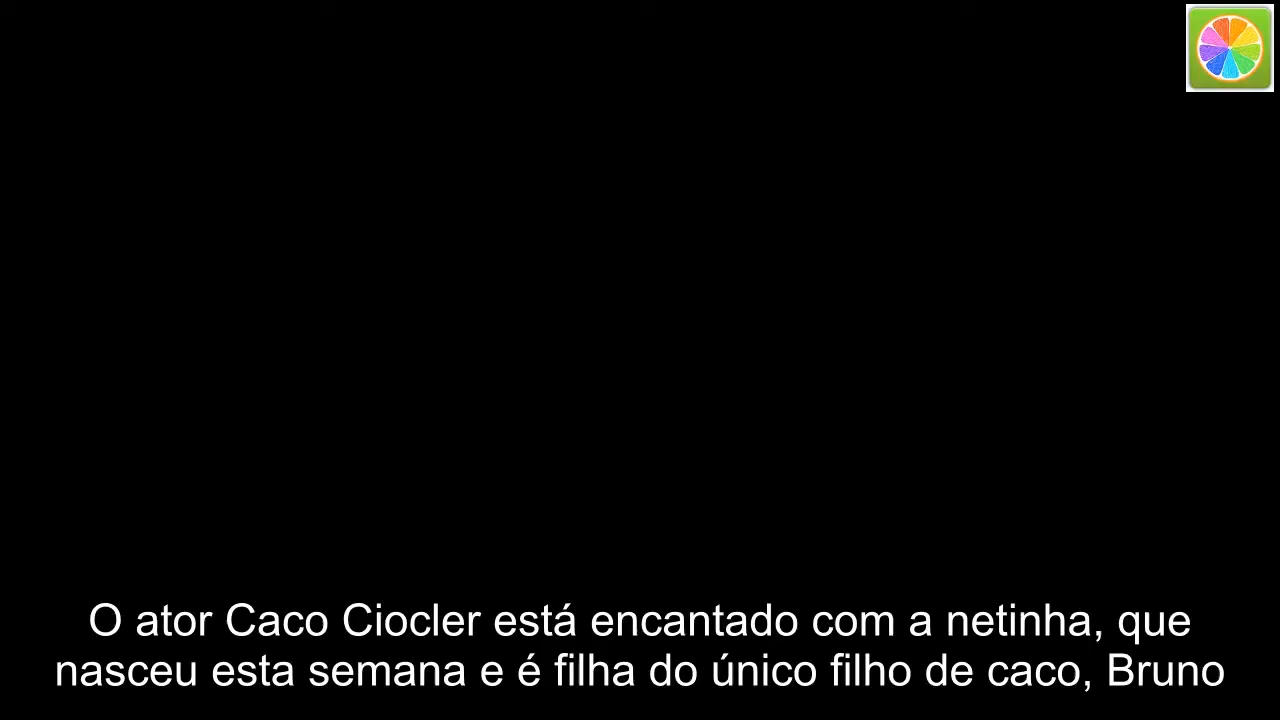 O ator Caco Ciocler está encantado com a netinha, que
nasceu esta semana e é filha do único filho de caco, Bruno